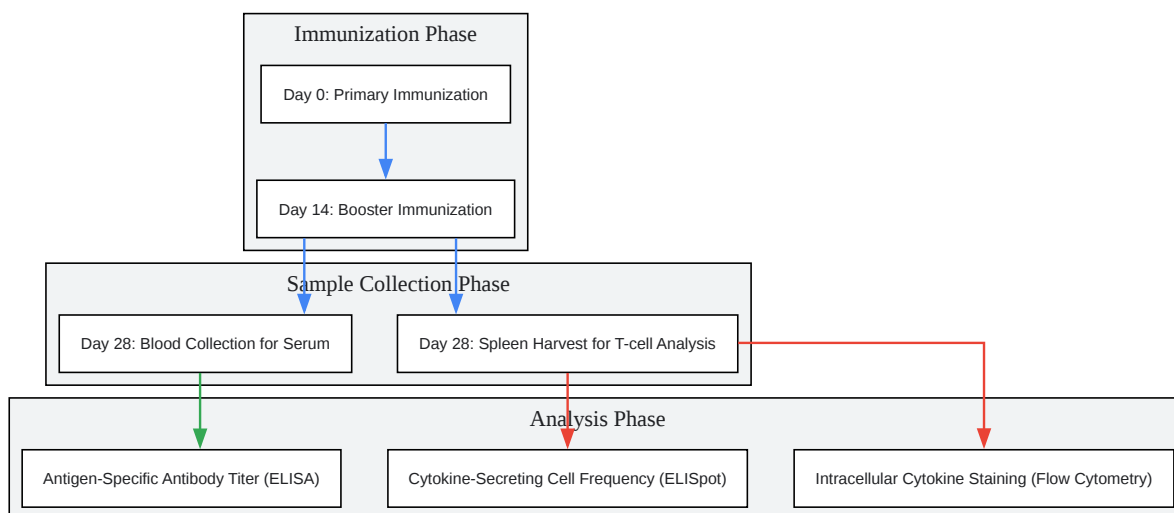 Immunization Phase
Day 0: Primary Immunization
Day 14: Booster Immunization
Sample Collection Phase
Day 28: Blood Collection for Serum
Day 28: Spleen Harvest for T-cell Analysis
Analysis Phase
Antigen-Specific Antibody Titer (ELISA)
Cytokine-Secreting Cell Frequency (ELISpot)
Intracellular Cytokine Staining (Flow Cytometry)